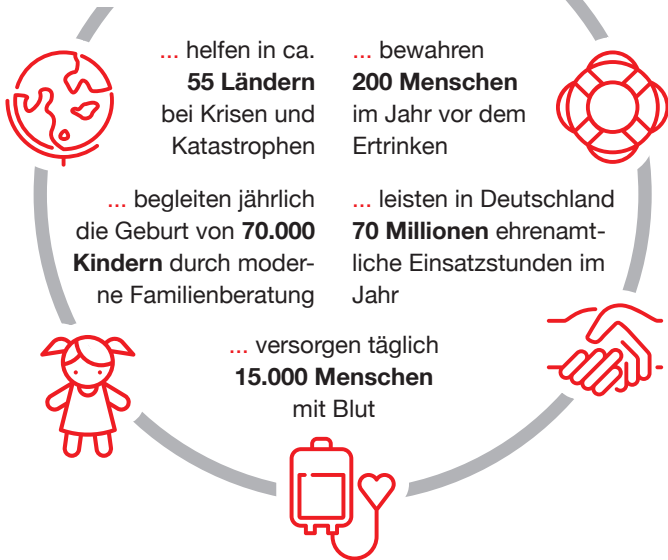 ... helfen in ca.
55 Ländern
bei Krisen und
Katastrophen
... bewahren
200 Menschen
im Jahr vor dem
Ertrinken
... begleiten jährlich
die Geburt von 70.000
Kindern durch moder-
ne Familienberatung
... leisten in Deutschland
70 Millionen ehrenamt-
liche Einsatzstunden im
Jahr
... versorgen täglich
15.000 Menschen
mit Blut